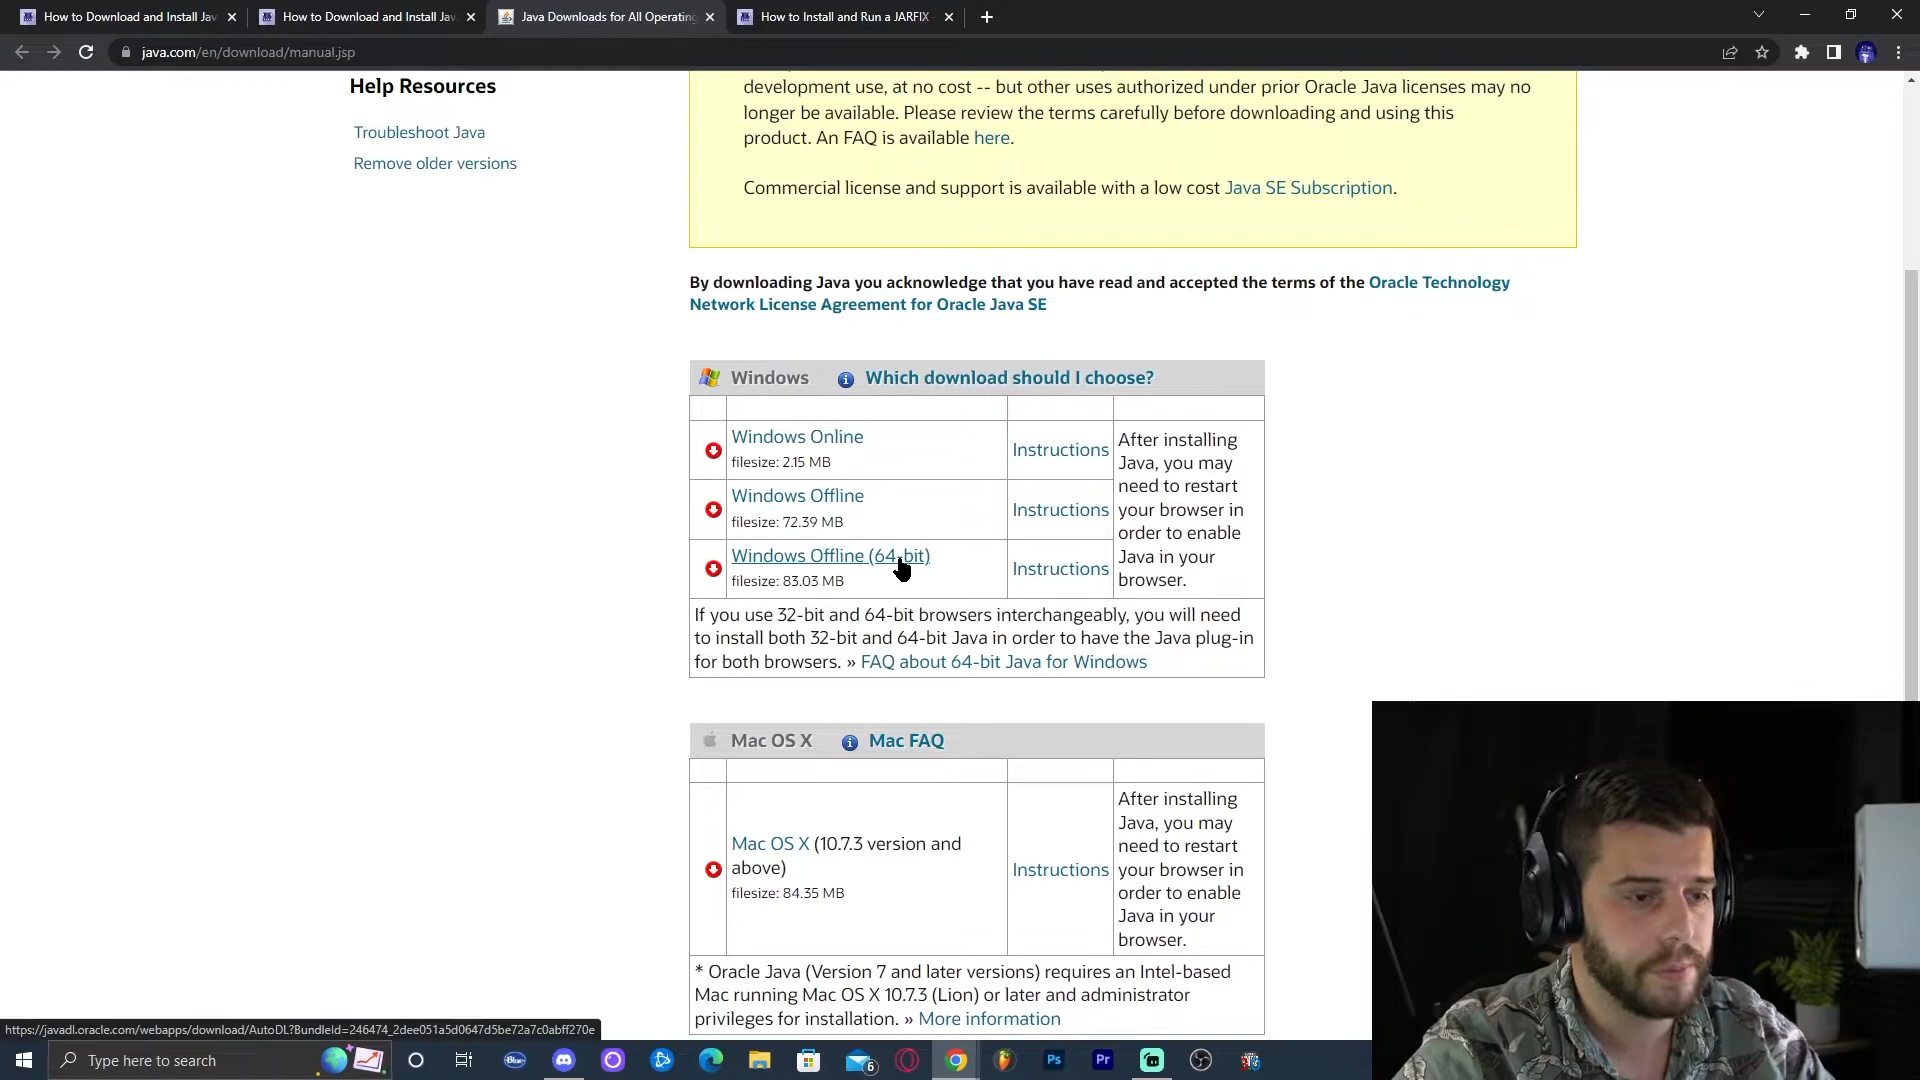 How to Download and Install Jav
How to Download and Install Jav
Java Downloads for All Operating
How to Install and Run a JARFIX -
java.com/en/download/manual.jsp
Help Resources
Troubleshoot Java
Remove older versions
development use, at no cost -- but other uses authorized under prior Oracle Java licenses may no
longer be available. Please review the terms carefully before downloading and using this
product. An FAQ is available here.
Commercial license and support is available with a low cost Java SE Subscription.
By downloading Java you acknowledge that you have read and accepted the terms of the Oracle Technology
Network License Agreement for Oracle Java SE
Windows Which download should I choose?
Windows Online
filesize: 2.15 MB
Instructions
Windows Offline
filesize: 72.39 MB
Instructions
Windows Offline (64-bit)
filesize: 83.03 MB
Instructions
After installing
Java, you may
need to restart
your browser in
order to enable
Java in your
browser.
If you use 32-bit and 64-bit browsers interchangeably, you will need
to install both 32-bit and 64-bit Java in order to have the Java plug-in
for both browsers. » FAQ about 64-bit Java for Windows
Mac OS X Mac FAQ
Mac OS X (10.7.3 version and
above)
filesize: 84.35 MB
Instructions
After installing
Java, you may
need to restart
your browser in
order to enable
Java in your
browser.
* Oracle Java (Version 7 and later versions) requires an Intel-based
Mac running Mac OS X 10.7.3 (Lion) or later and administrator
privileges for installation. » More information
https://javadl.oracle.com/webapps/download/AutoDL?BundleId=246474_2dee051a5d0647d5be72a7c0abff270e
Type here to search
Blue
6
Ps
Pr